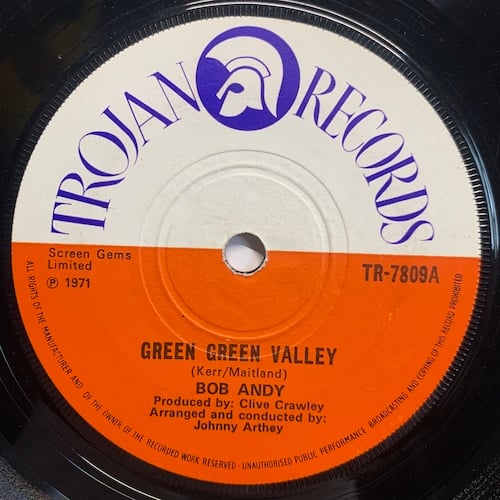 TROJAN RECORDS
Screen Gems
Limited
℗ 1971
TR-7809A
GREEN GREEN VALLEY
(Kerr/Maitland)
BOB ANDY
Produced by: Clive Crawley
Arranged and conducted by:
Johnny Arthey
ALL RIGHTS OF THE MANUFACTURER AND OF THE OWNER OF THE RECORDED WORK RESERVED · UNAUTHORISED PUBLIC PERFORMANCE BROADCASTING AND COPYING OF THIS RECORD PROHIBITED